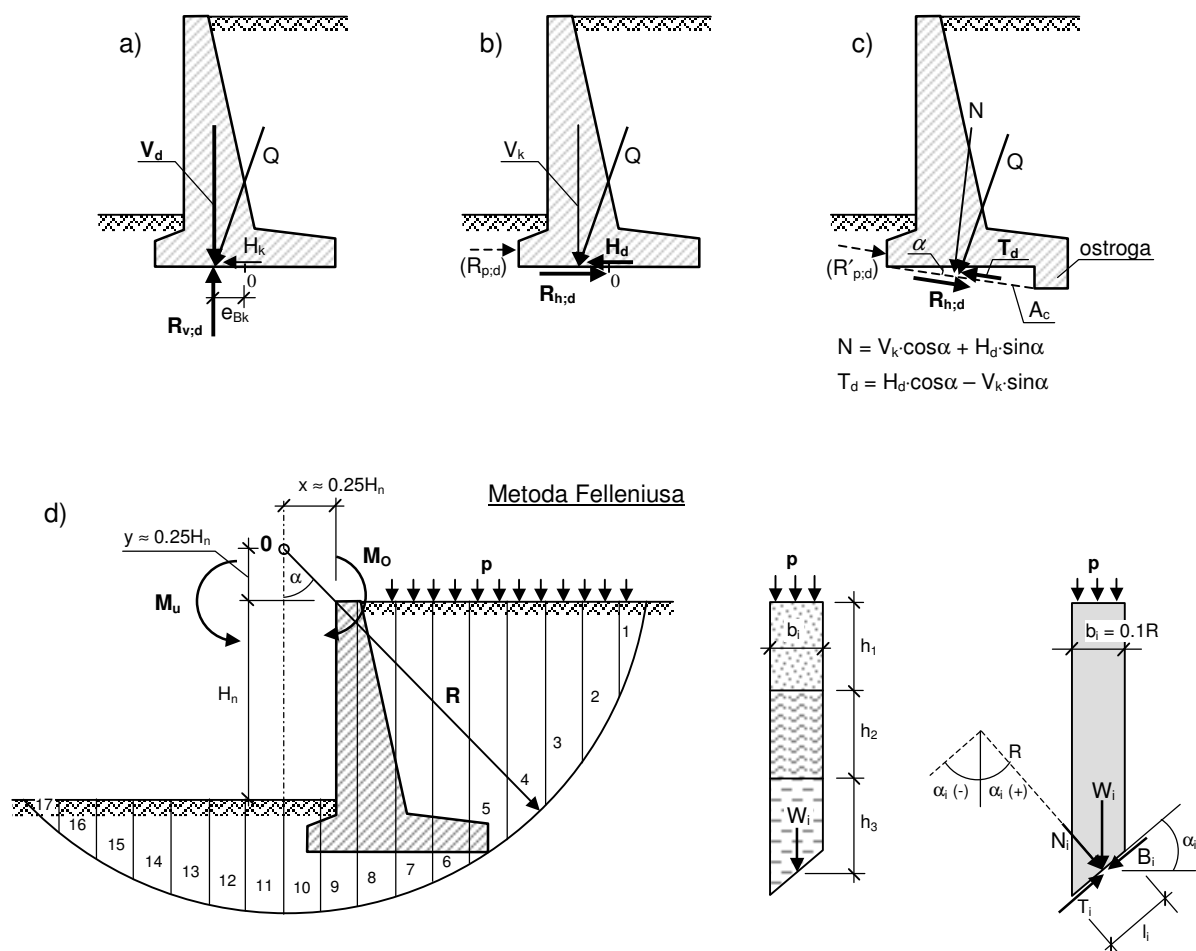 a)
V_d
Q
H_k
0
e_Bk
R_v;d
b)
V_k
Q
H_d
(R_p;d)
0
R_h;d
c)
N
Q
α
T_d
ostroga
(R′_p;d)
R_h;d
A_c
N = V_k·cosα + H_d·sinα
T_d = H_d·cosα – V_k·sinα
d)
x ≈ 0.25H_n
Metoda Felleniusa
y ≈ 0.25H_n
0
M_O
α
p
M_u
H_n
R
1
2
3
4
5
6
7
8
9
10
11
12
13
14
15
16
17
p
b_i
h_1
h_2
h_3
W_i
p
b_i = 0.1R
R
α_i (-)
α_i (+)
W_i
N_i
B_i
α_i
T_i
l_i